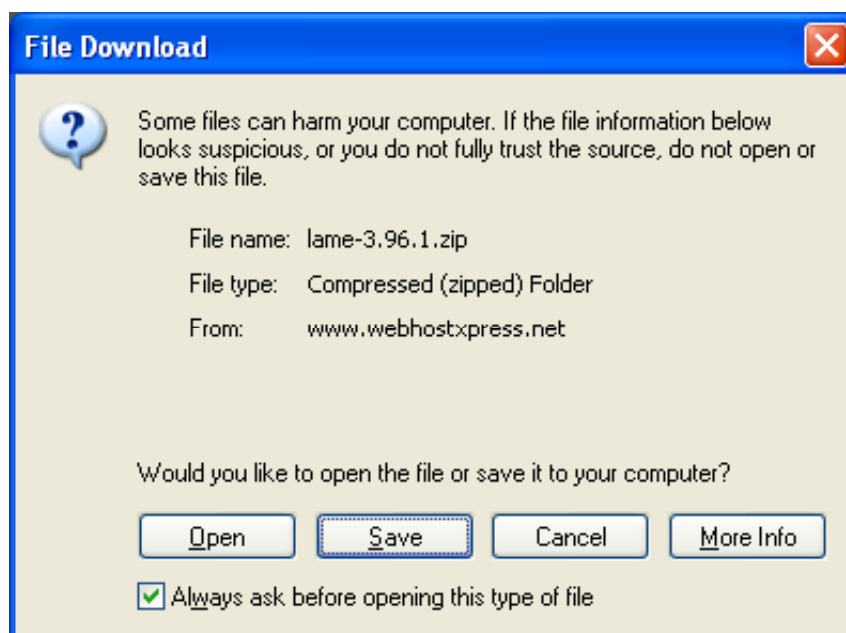 File Download
Some files can harm your computer. If the file information below
looks suspicious, or you do not fully trust the source, do not open or
save this file.
File name: lame-3.96.1.zip
File type: Compressed (zipped) Folder
From: www.webhostxpress.net
Would you like to open the file or save it to your computer?
Open Save Cancel More Info
Always ask before opening this type of file